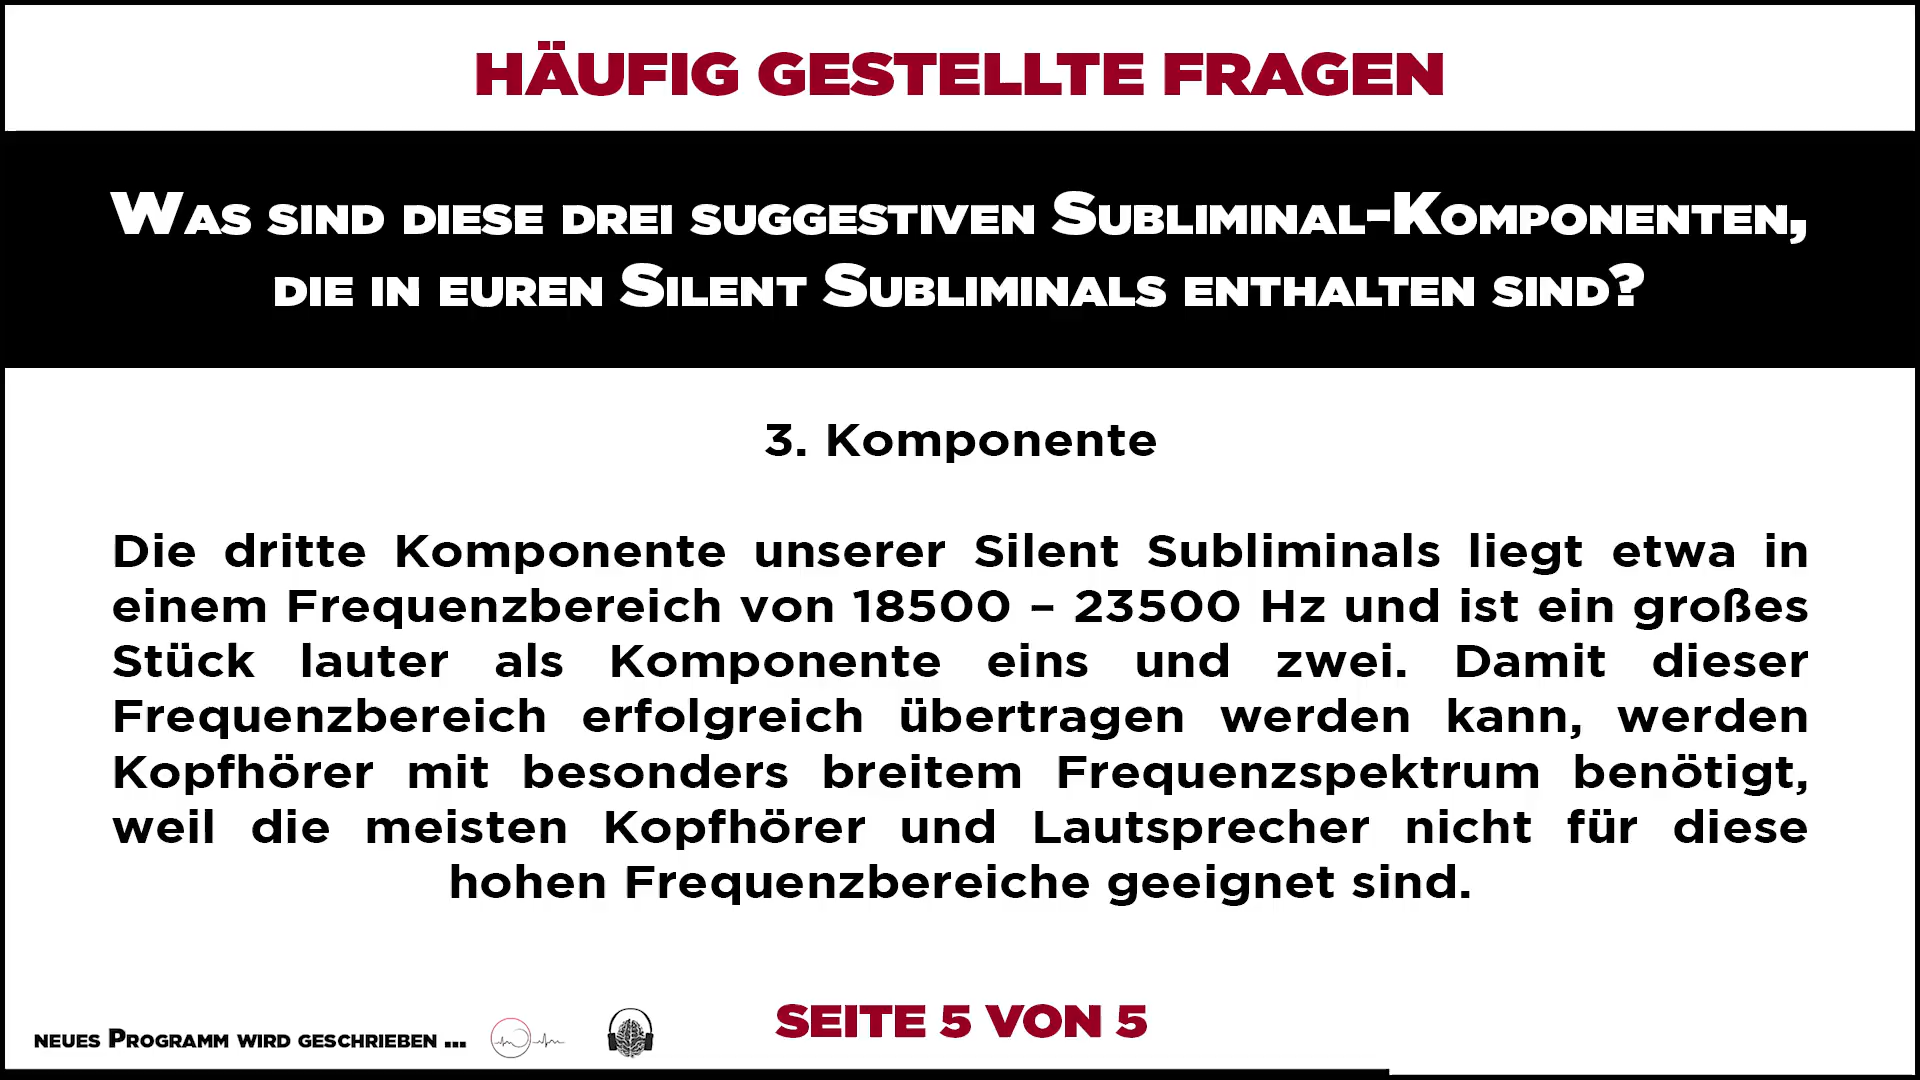 HÄUFIG GESTELLTE FRAGEN
Was sind diese drei suggestiven Subliminal-Komponenten,
die in euren Silent Subliminals enthalten sind?
3. Komponente
Die dritte Komponente unserer Silent Subliminals liegt etwa in
einem Frequenzbereich von 18500 – 23500 Hz und ist ein großes
Stück lauter als Komponente eins und zwei. Damit dieser
Frequenzbereich erfolgreich übertragen werden kann, werden
Kopfhörer mit besonders breitem Frequenzspektrum benötigt,
weil die meisten Kopfhörer und Lautsprecher nicht für diese
hohen Frequenzbereiche geeignet sind.
neues Programm wird geschrieben ...
SEITE 5 VON 5